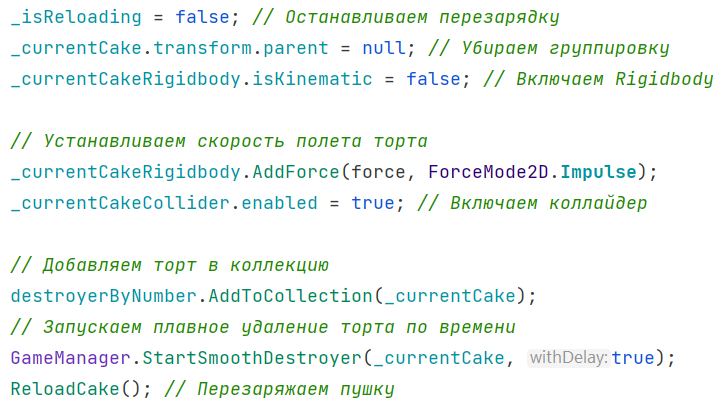 _isReloading = false; // Останавливаем перезарядку
_currentCake.transform.parent = null; // Убираем группировку
_currentCakeRigidbody.isKinematic = false; // Включаем Rigidbody
// Устанавливаем скорость полета торта
_currentCakeRigidbody.AddForce(force, ForceMode2D.Impulse);
_currentCakeCollider.enabled = true; // Включаем коллайдер
// Добавляем торт в коллекцию
destroyerByNumber.AddToCollection(_currentCake);
// Запускаем плавное удаление торта по времени
GameManager.StartSmoothDestroyer(_currentCake, withDelay:true);
ReloadCake(); // Перезаряжаем пушку